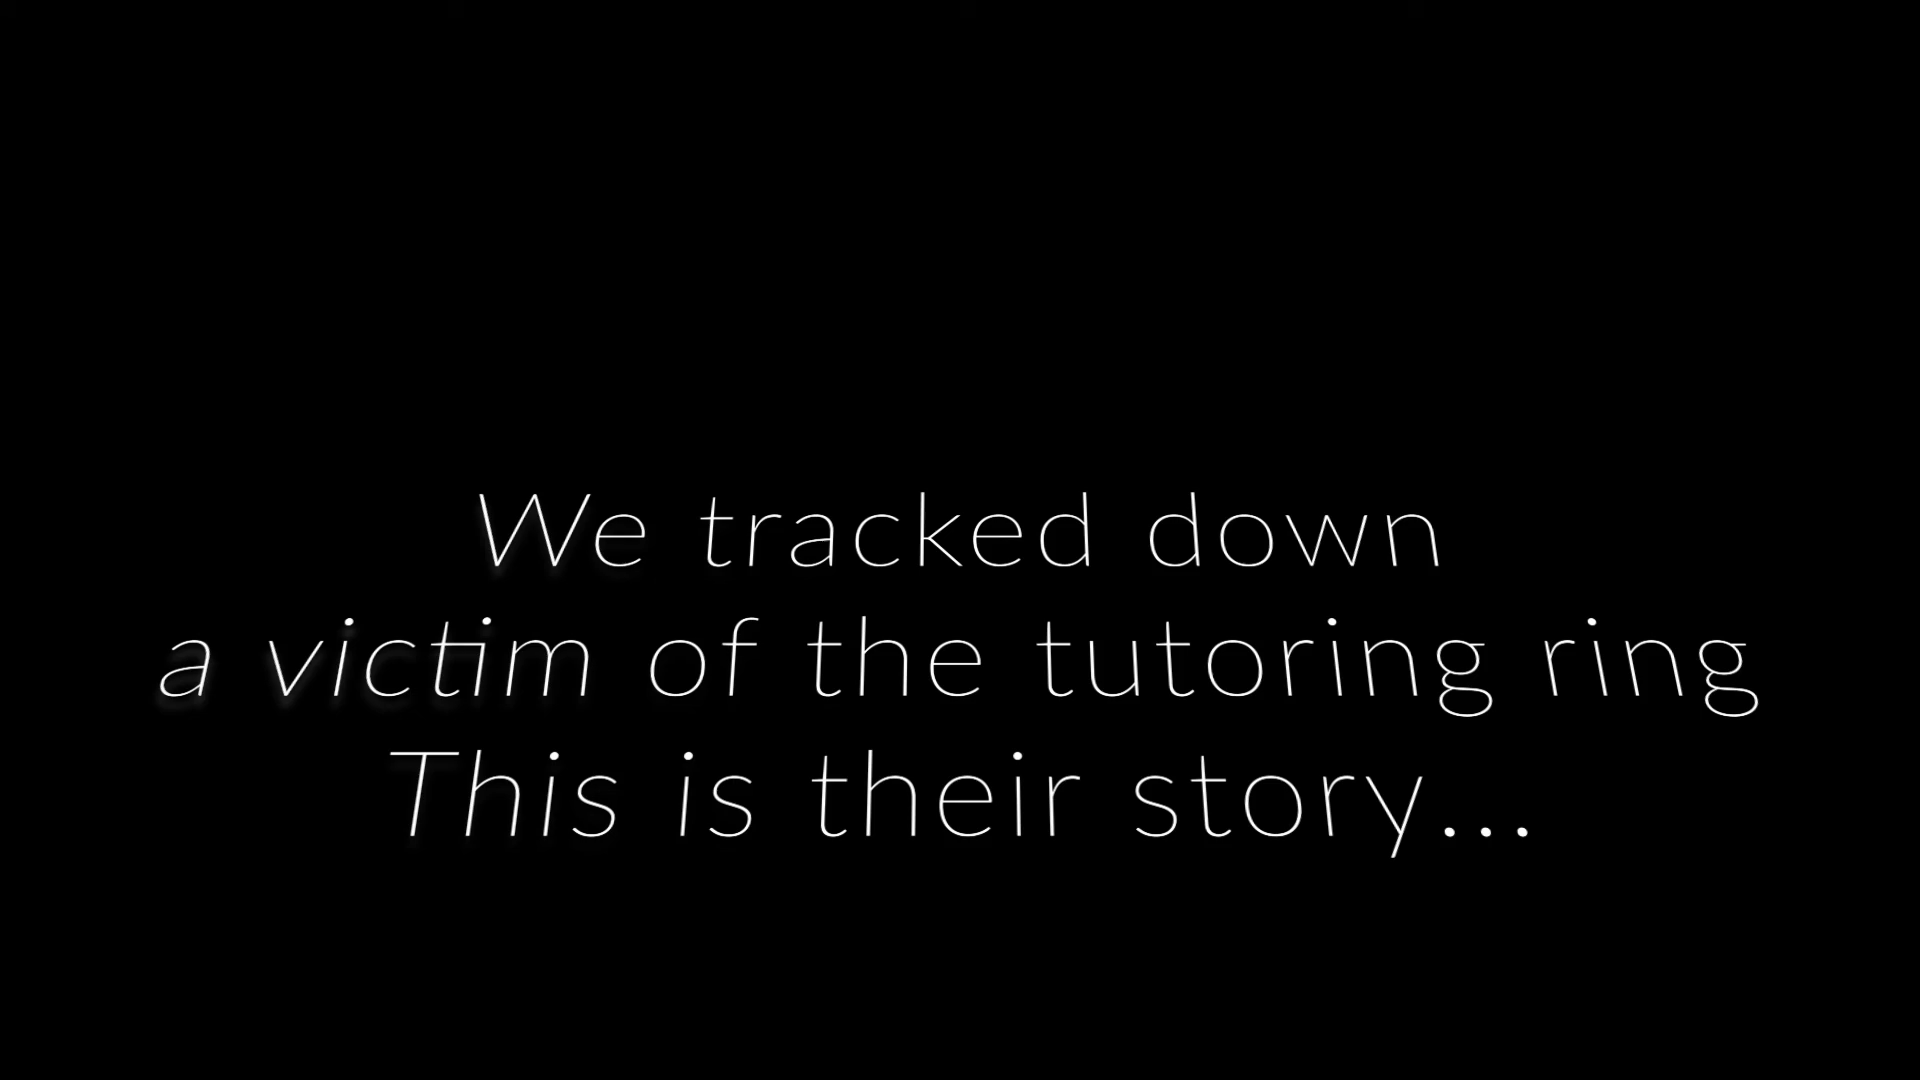 We tracked down
a victim of the tutoring ring
This is their story...